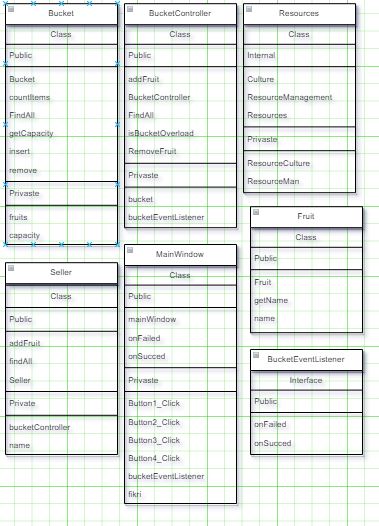 Bucket
Class
Public
Bucket
countItems
FindAll
getCapacity
insert
remove
Privaste
fruits
capacity
BucketController
Class
Public
addFruit
BucketController
FindAll
isBucketOverload
RemoveFruit
Privaste
bucket
bucketEventListener
Resources
Class
Internal
Culture
ResourceManagement
Resources
Privaste
ResourceCulture
ResourceMan
Seller
Class
Public
addFruit
findAll
Seller
Private
bucketController
name
MainWindow
Class
Public
mainWindow
onFailed
onSucced
Privaste
Button1_Click
Button2_Click
Button3_Click
Button4_Click
bucketEventListener
fikri
Fruit
Class
Public
Fruit
getName
name
BucketEventListener
Interface
Public
onFailed
onSucced